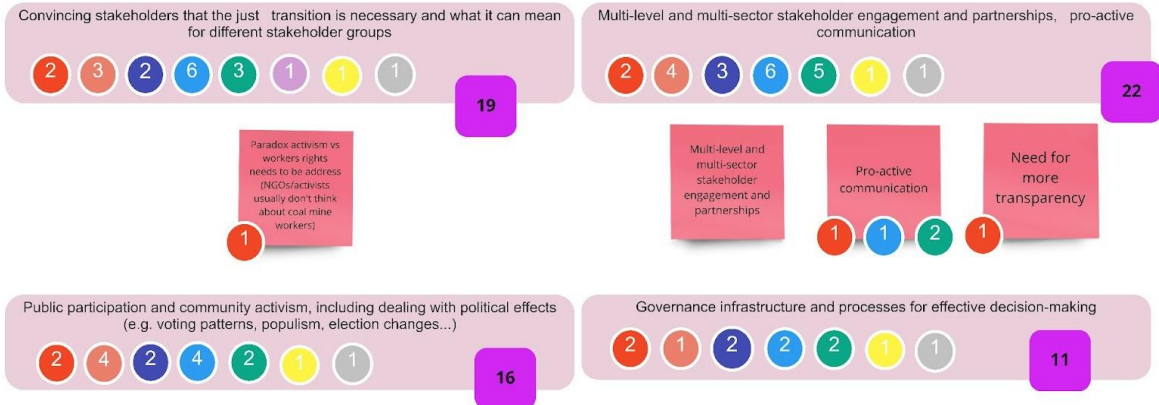 Convincing stakeholders that the just transition is necessary and what it can mean
for different stakeholder groups
2 3 2 6 3 1 1 1
19
Paradox activism vs
workers rights
needs to be address
(NGOs/activists
usually don't think
about coal mine
workers)
1
Multi-level and multi-sector stakeholder engagement and partnerships, pro-active
communication
2 4 3 6 5 1 1
22
Multi-level and
multi-sector
stakeholder
engagement and
partnerships
Pro-active
communication
1 1 2
Need for
more
transparency
1
Public participation and community activism, including dealing with political effects
(e.g. voting patterns, populism, election changes...)
2 4 2 4 2 1 1
16
Governance infrastructure and processes for effective decision-making
2 1 2 2 2 1 1
11